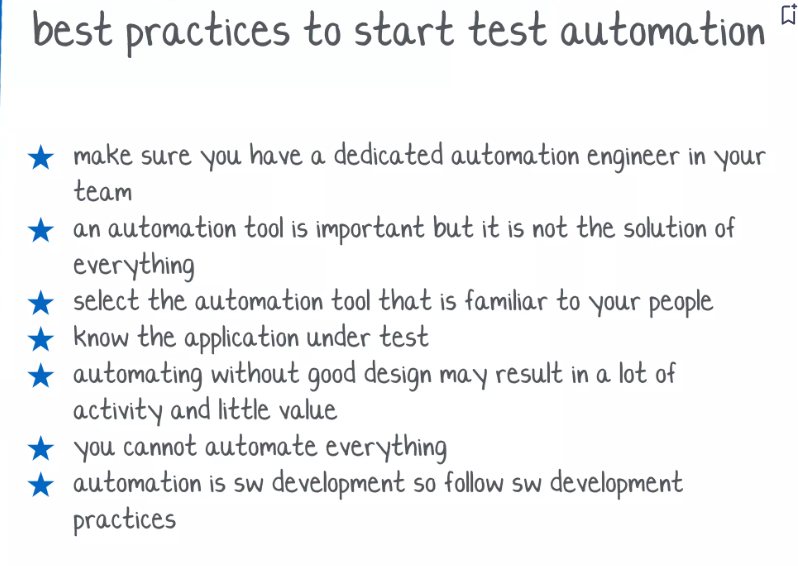 best practices to start test automation
make sure you have a dedicated automation engineer in your
team
an automation tool is important but it is not the solution of
everything
select the automation tool that is familiar to your people
know the application under test
automating without good design may result in a lot of
activity and little value
you cannot automate everything
automation is sw development so follow sw development
practices